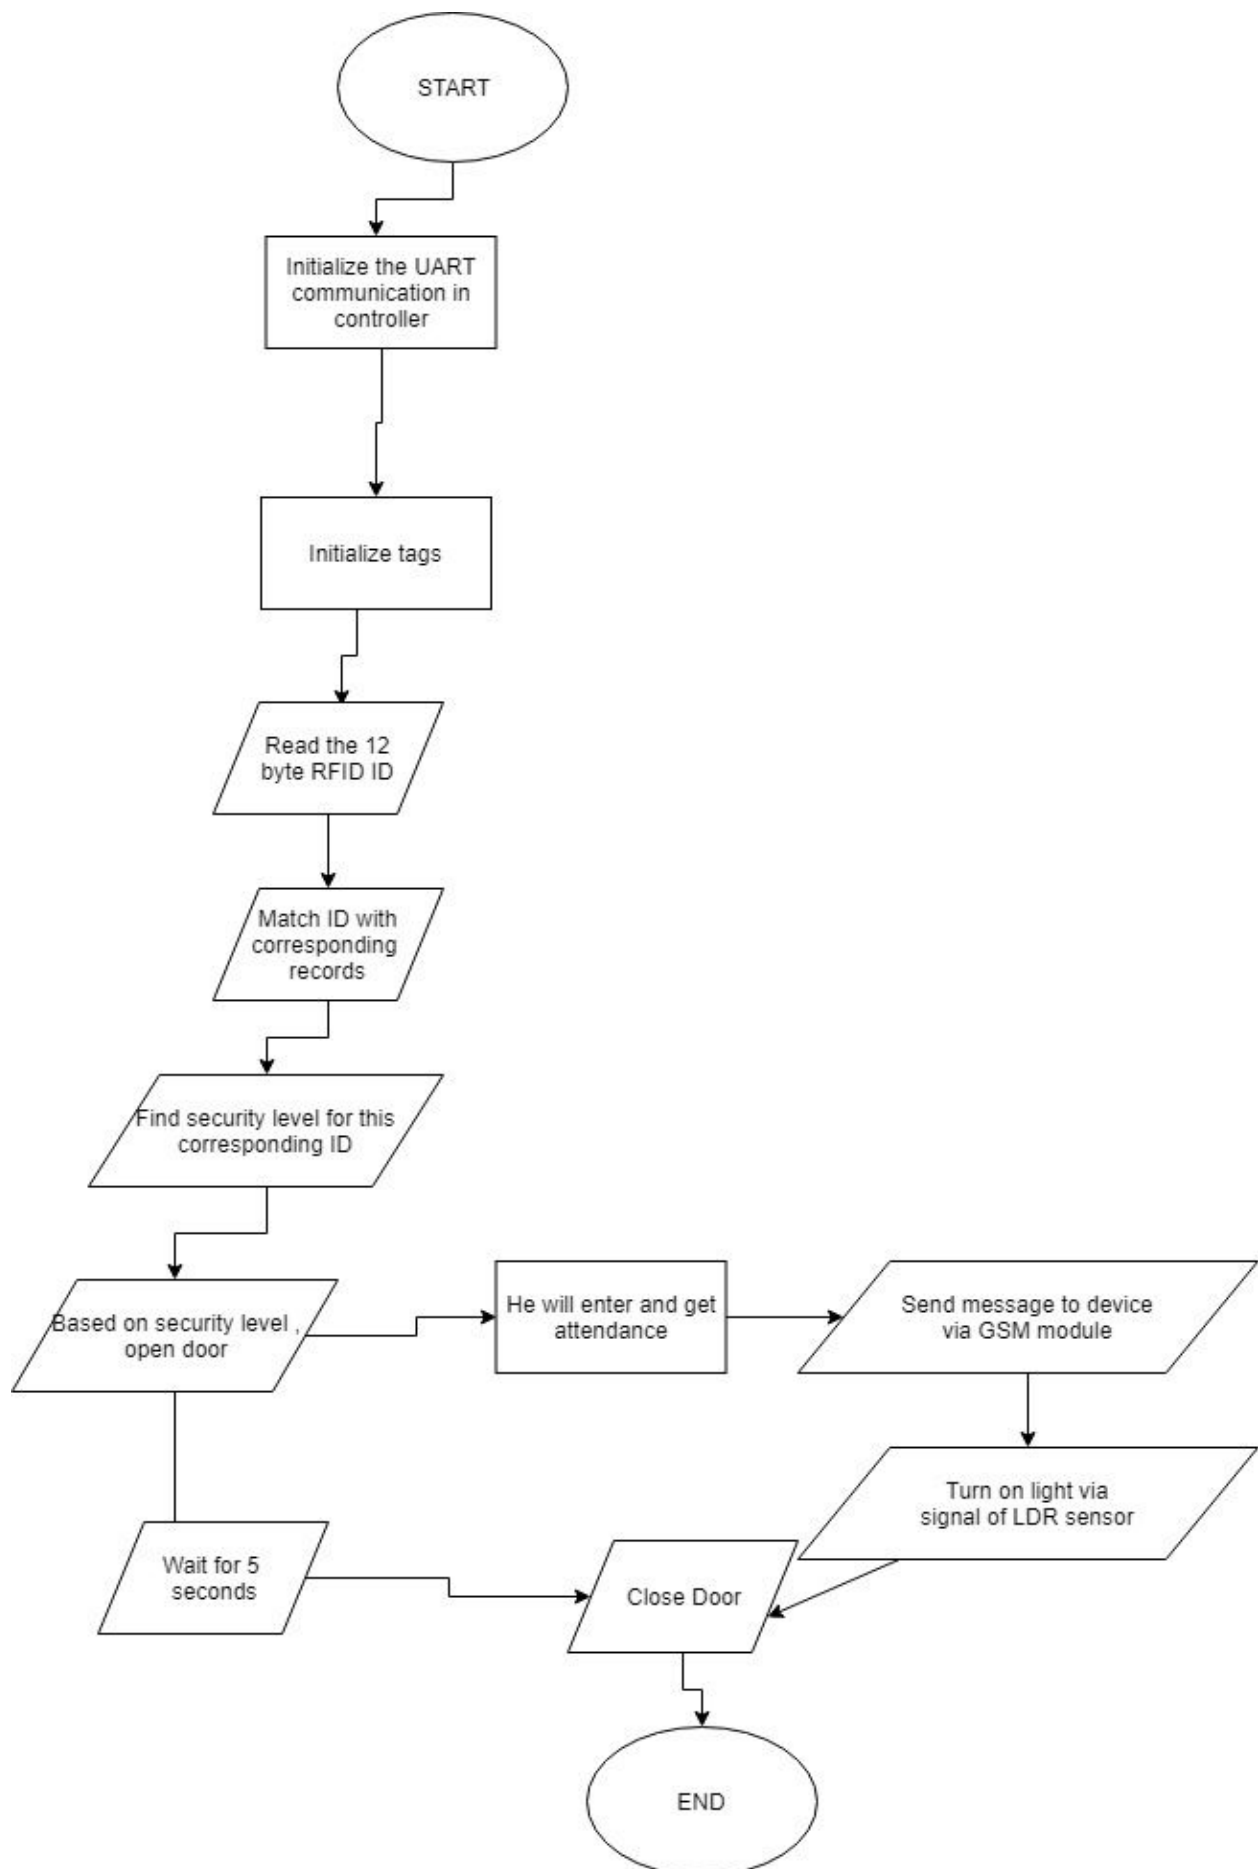 START
Initialize the UART
communication in
controller
Initialize tags
Read the 12
byte RFID ID
Match ID with
corresponding
records
Find security level for this
corresponding ID
Based on security level ,
open door
He will enter and get
attendance
Send message to device
via GSM module
Turn on light via
signal of LDR sensor
Wait for 5
seconds
Close Door
END